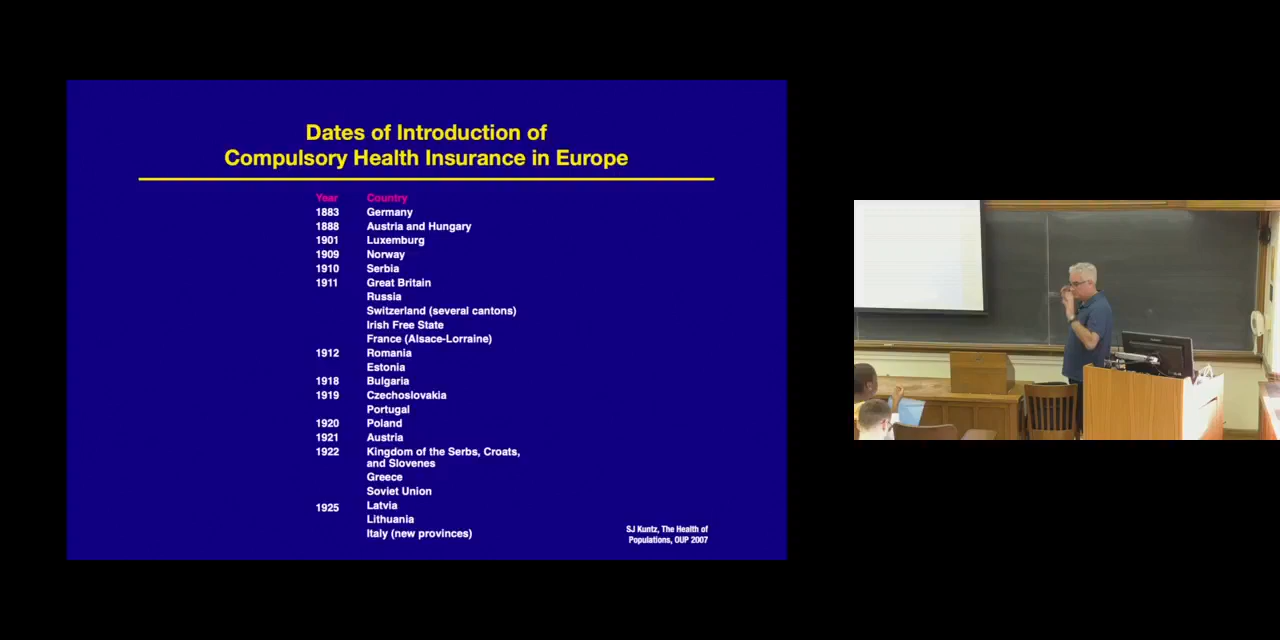 Dates of Introduction of
Compulsory Health Insurance in Europe
Year Country
1883 Germany
1888 Austria and Hungary
1901 Luxemburg
1909 Norway
1910 Serbia
1911 Great Britain
Russia
Switzerland (several cantons)
Irish Free State
France (Alsace-Lorraine)
1912 Romania
Estonia
1918 Bulgaria
1919 Czechoslovakia
Portugal
1920 Poland
1921 Austria
1922 Kingdom of the Serbs, Croats,
and Slovenes
Greece
Soviet Union
1925 Latvia
Lithuania
Italy (new provinces)
SJ Kuntz, The Health of
Populations, OUP 2007